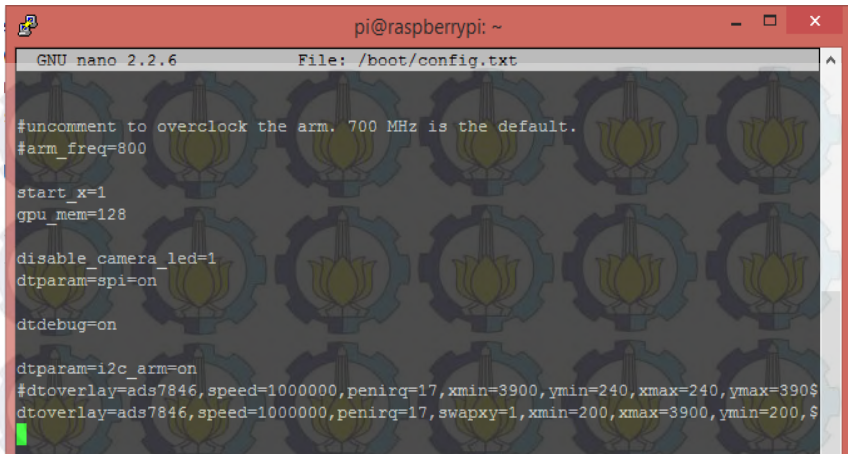 pi@raspberrypi: ~
GNU nano 2.2.6 File: /boot/config.txt
#uncomment to overclock the arm. 700 MHz is the default.
#arm_freq=800
start_x=1
gpu_mem=128
disable_camera_led=1
dtparam=spi=on
dtdebug=on
dtparam=i2c_arm=on
#dtoverlay=ads7846,speed=1000000,penirq=17,xmin=3900,ymin=240,xmax=240,ymax=390$
dtoverlay=ads7846,speed=1000000,penirq=17,swapxy=1,xmin=200,xmax=3900,ymin=200,$